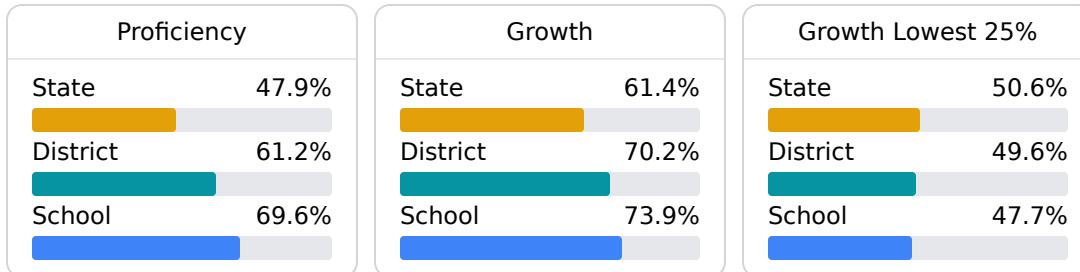 Proficiency
State 47.9%
District 61.2%
School 69.6%
Growth
State 61.4%
District 70.2%
School 73.9%
Growth Lowest 25%
State 50.6%
District 49.6%
School 47.7%